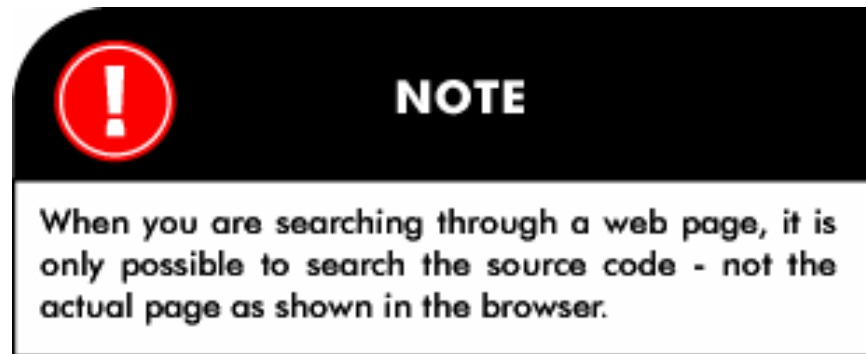 NOTE
When you are searching through a web page, it is
only possible to search the source code - not the
actual page as shown in the browser.